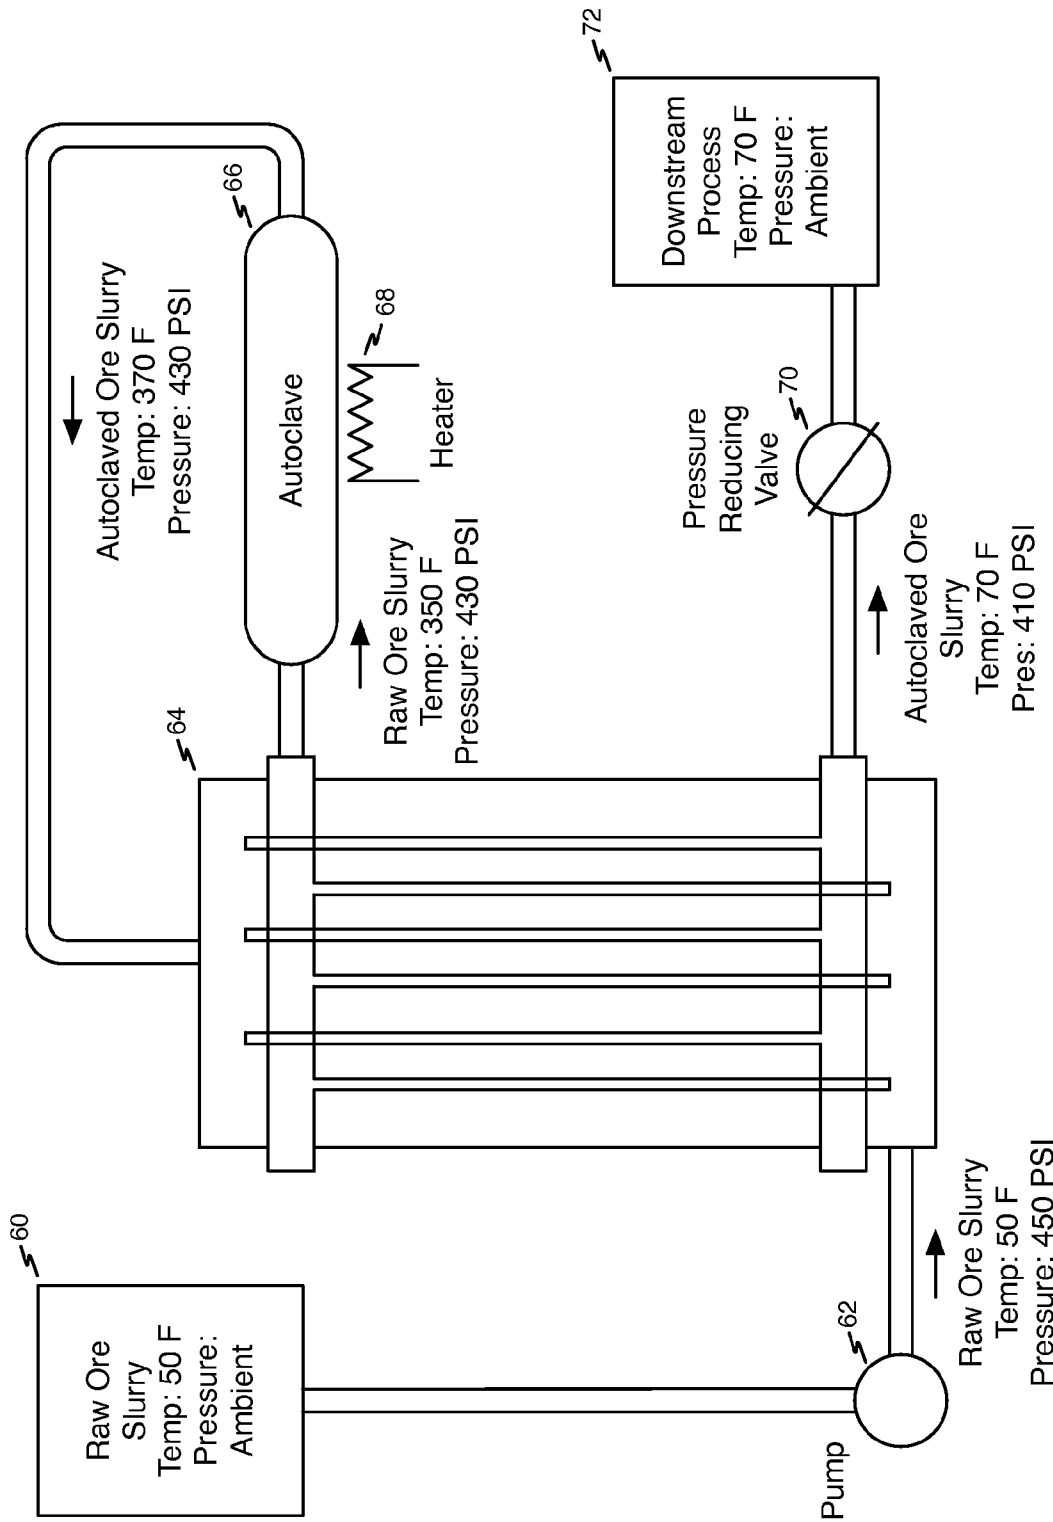 60
Raw Ore
Slurry
Temp: 50 F
Pressure:
Ambient
Pump
62
Raw Ore Slurry
Temp: 50 F
Pressure: 450 PSI
64
Autoclaved Ore Slurry
Temp: 370 F
Pressure: 430 PSI
66
Autoclave
68
Heater
Raw Ore Slurry
Temp: 350 F
Pressure: 430 PSI
Pressure
Reducing
Valve
70
Autoclaved Ore
Slurry
Temp: 70 F
Pres: 410 PSI
72
Downstream
Process
Temp: 70 F
Pressure:
Ambient